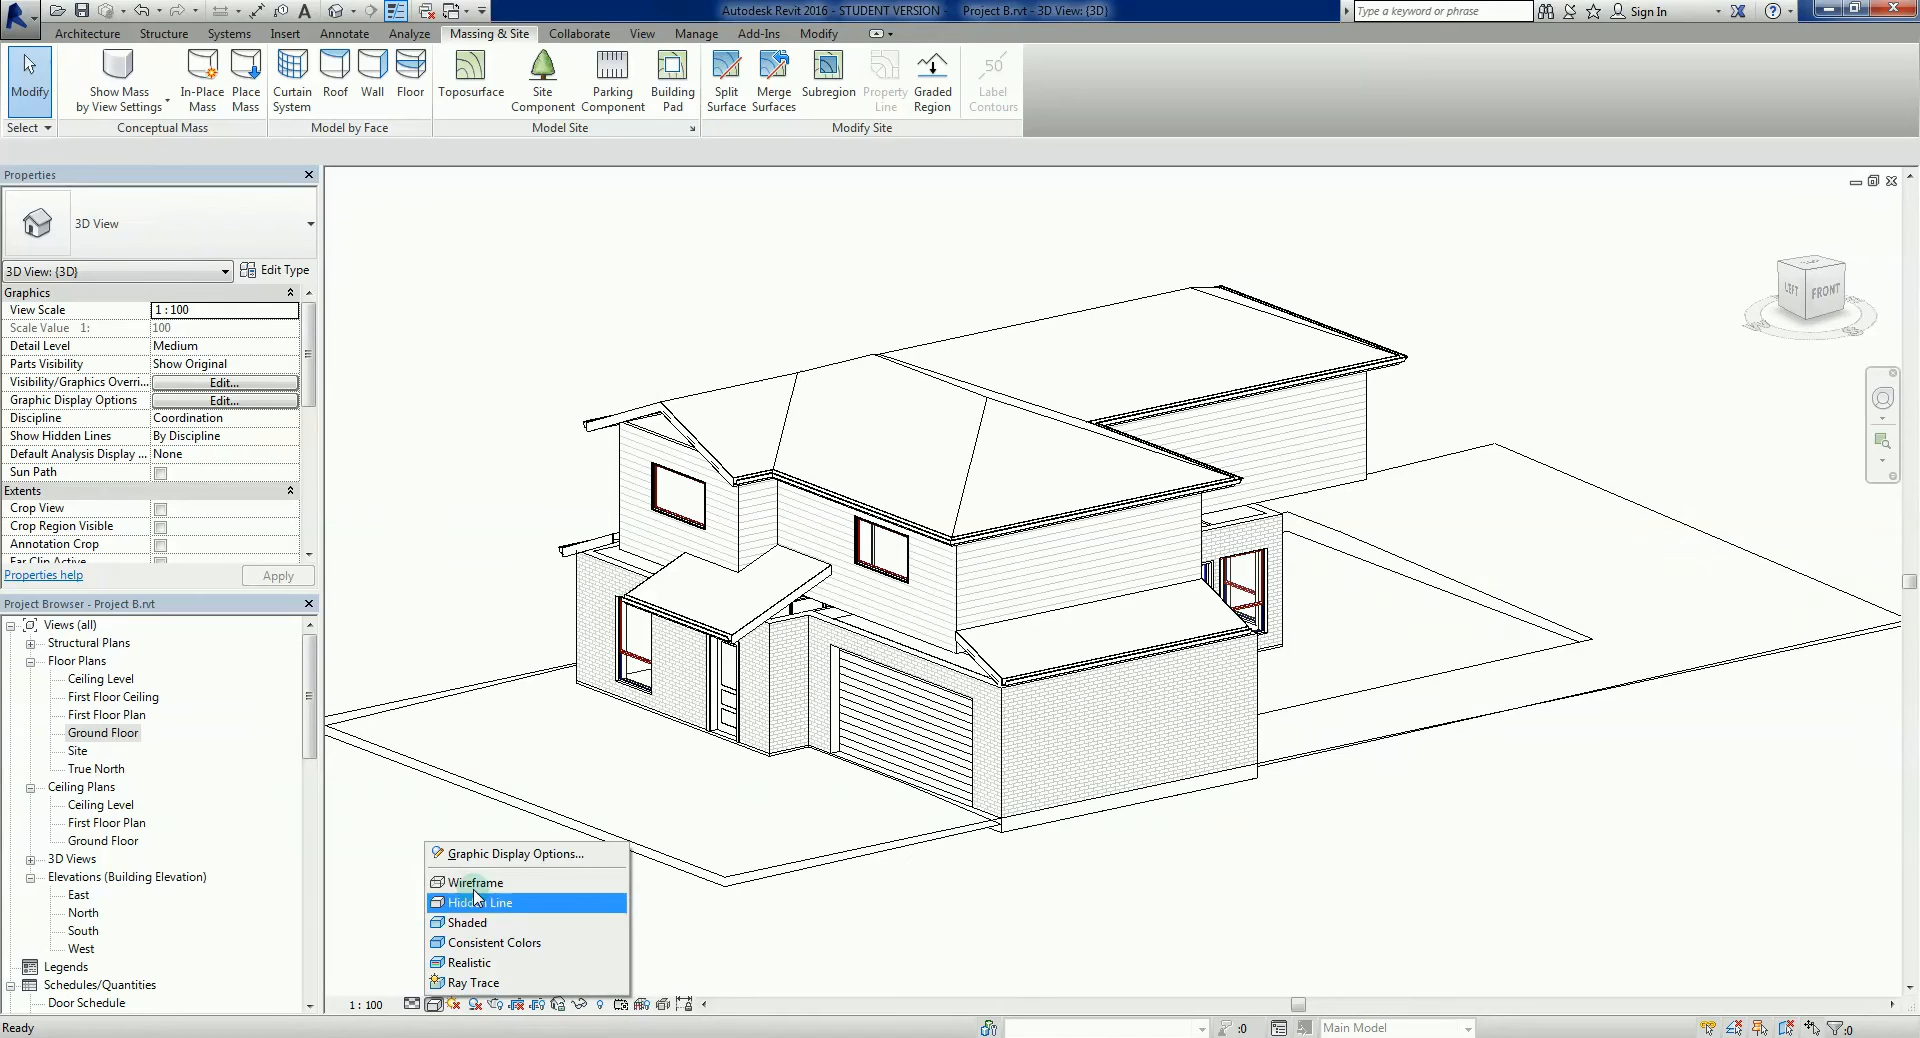 Autodesk Revit 2016 - STUDENT VERSION - Project B.rvt - 3D View: {3D}
Type a keyword or phrase
Sign In
Architecture Structure Systems Insert Annotate Analyze Massing & Site Collaborate View Manage Add-Ins Modify
Modify
Show Mass by View Settings
In-Place Mass
Place Mass
Curtain System
Roof
Wall
Floor
Toposurface
Site Component
Parking Component
Building Pad
Split Surface
Merge Surfaces
Subregion
Property Line
Graded Region
50
Label Contours
Select
Conceptual Mass
Model by Face
Model Site
Modify Site
Properties
3D View
3D View: {3D}
Edit Type
Graphics
View Scale 1 : 100
Scale Value 1: 100
Detail Level Medium
Parts Visibility Show Original
Visibility/Graphics Overri... Edit...
Graphic Display Options Edit...
Discipline Coordination
Show Hidden Lines By Discipline
Default Analysis Display ... None
Sun Path
Extents
Crop View
Crop Region Visible
Annotation Crop
Far Clip Active
Properties help
Apply
Project Browser - Project B.rvt
Views (all)
Structural Plans
Floor Plans
Ceiling Level
First Floor Ceiling
First Floor Plan
Ground Floor
Site
True North
Ceiling Plans
Ceiling Level
First Floor Plan
Ground Floor
3D Views
Elevations (Building Elevation)
East
North
South
West
Legends
Schedules/Quantities
Door Schedule
LEFT
FRONT
Graphic Display Options...
Wireframe
Hidden Line
Shaded
Consistent Colors
Realistic
Ray Trace
1 : 100
Ready
:0
Main Model
:0